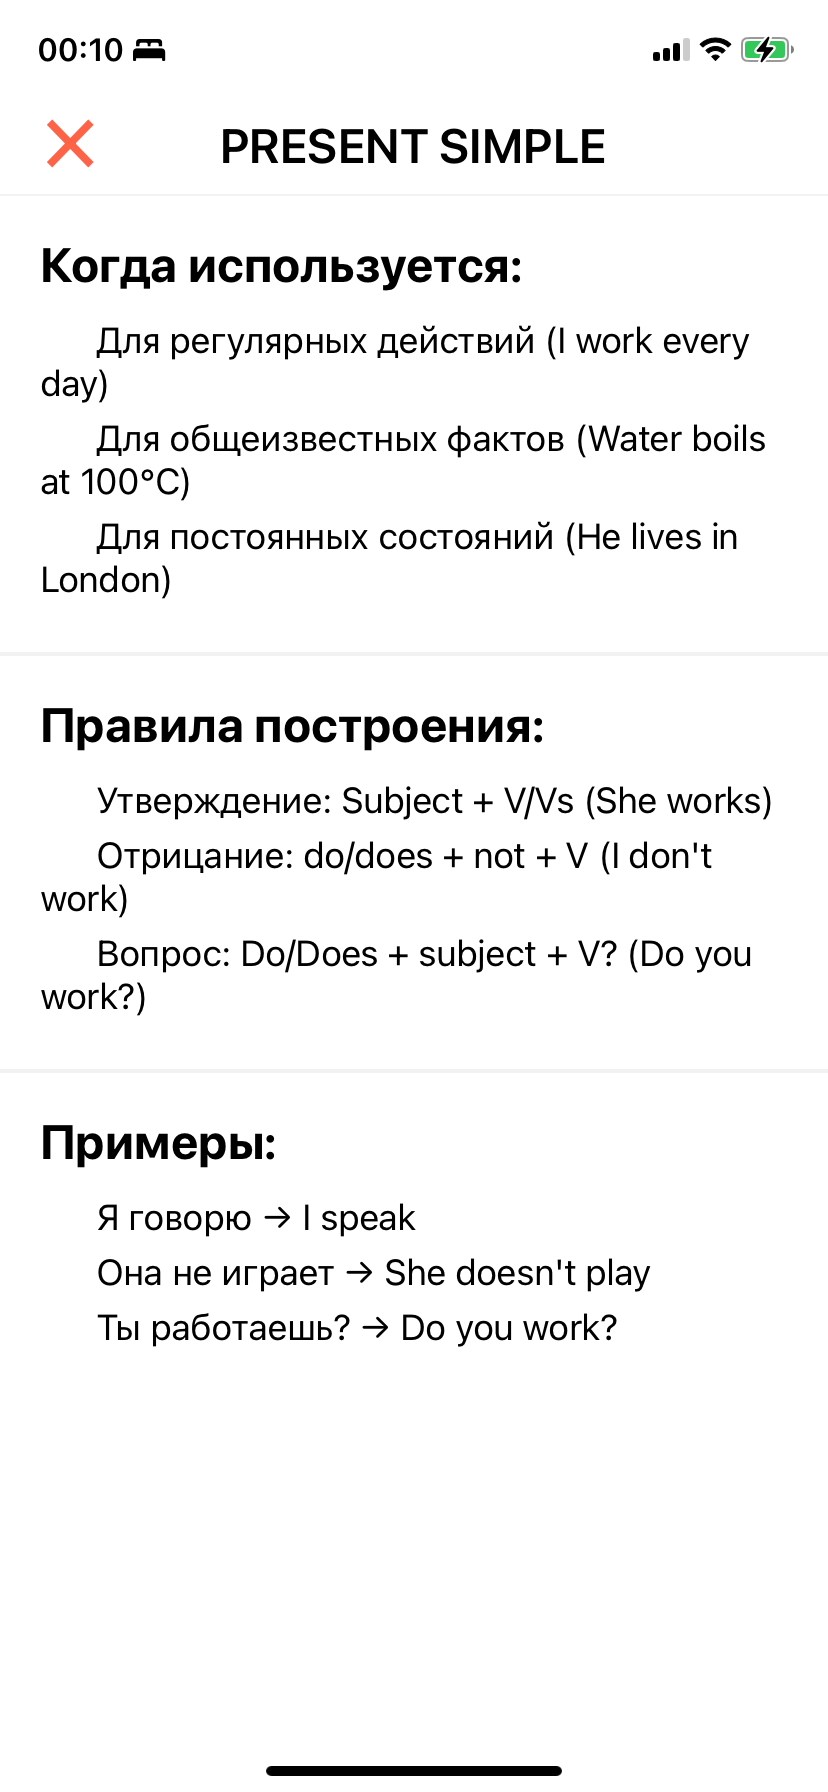 00:10
PRESENT SIMPLE
Когда используется:
Для регулярных действий (I work every
day)
Для общеизвестных фактов (Water boils
at 100°C)
Для постоянных состояний (He lives in
London)
Правила построения:
Утверждение: Subject + V/Vs (She works)
Отрицание: do/does + not + V (I don't
work)
Вопрос: Do/Does + subject + V? (Do you
work?)
Примеры:
Я говорю → I speak
Она не играет → She doesn't play
Ты работаешь? → Do you work?